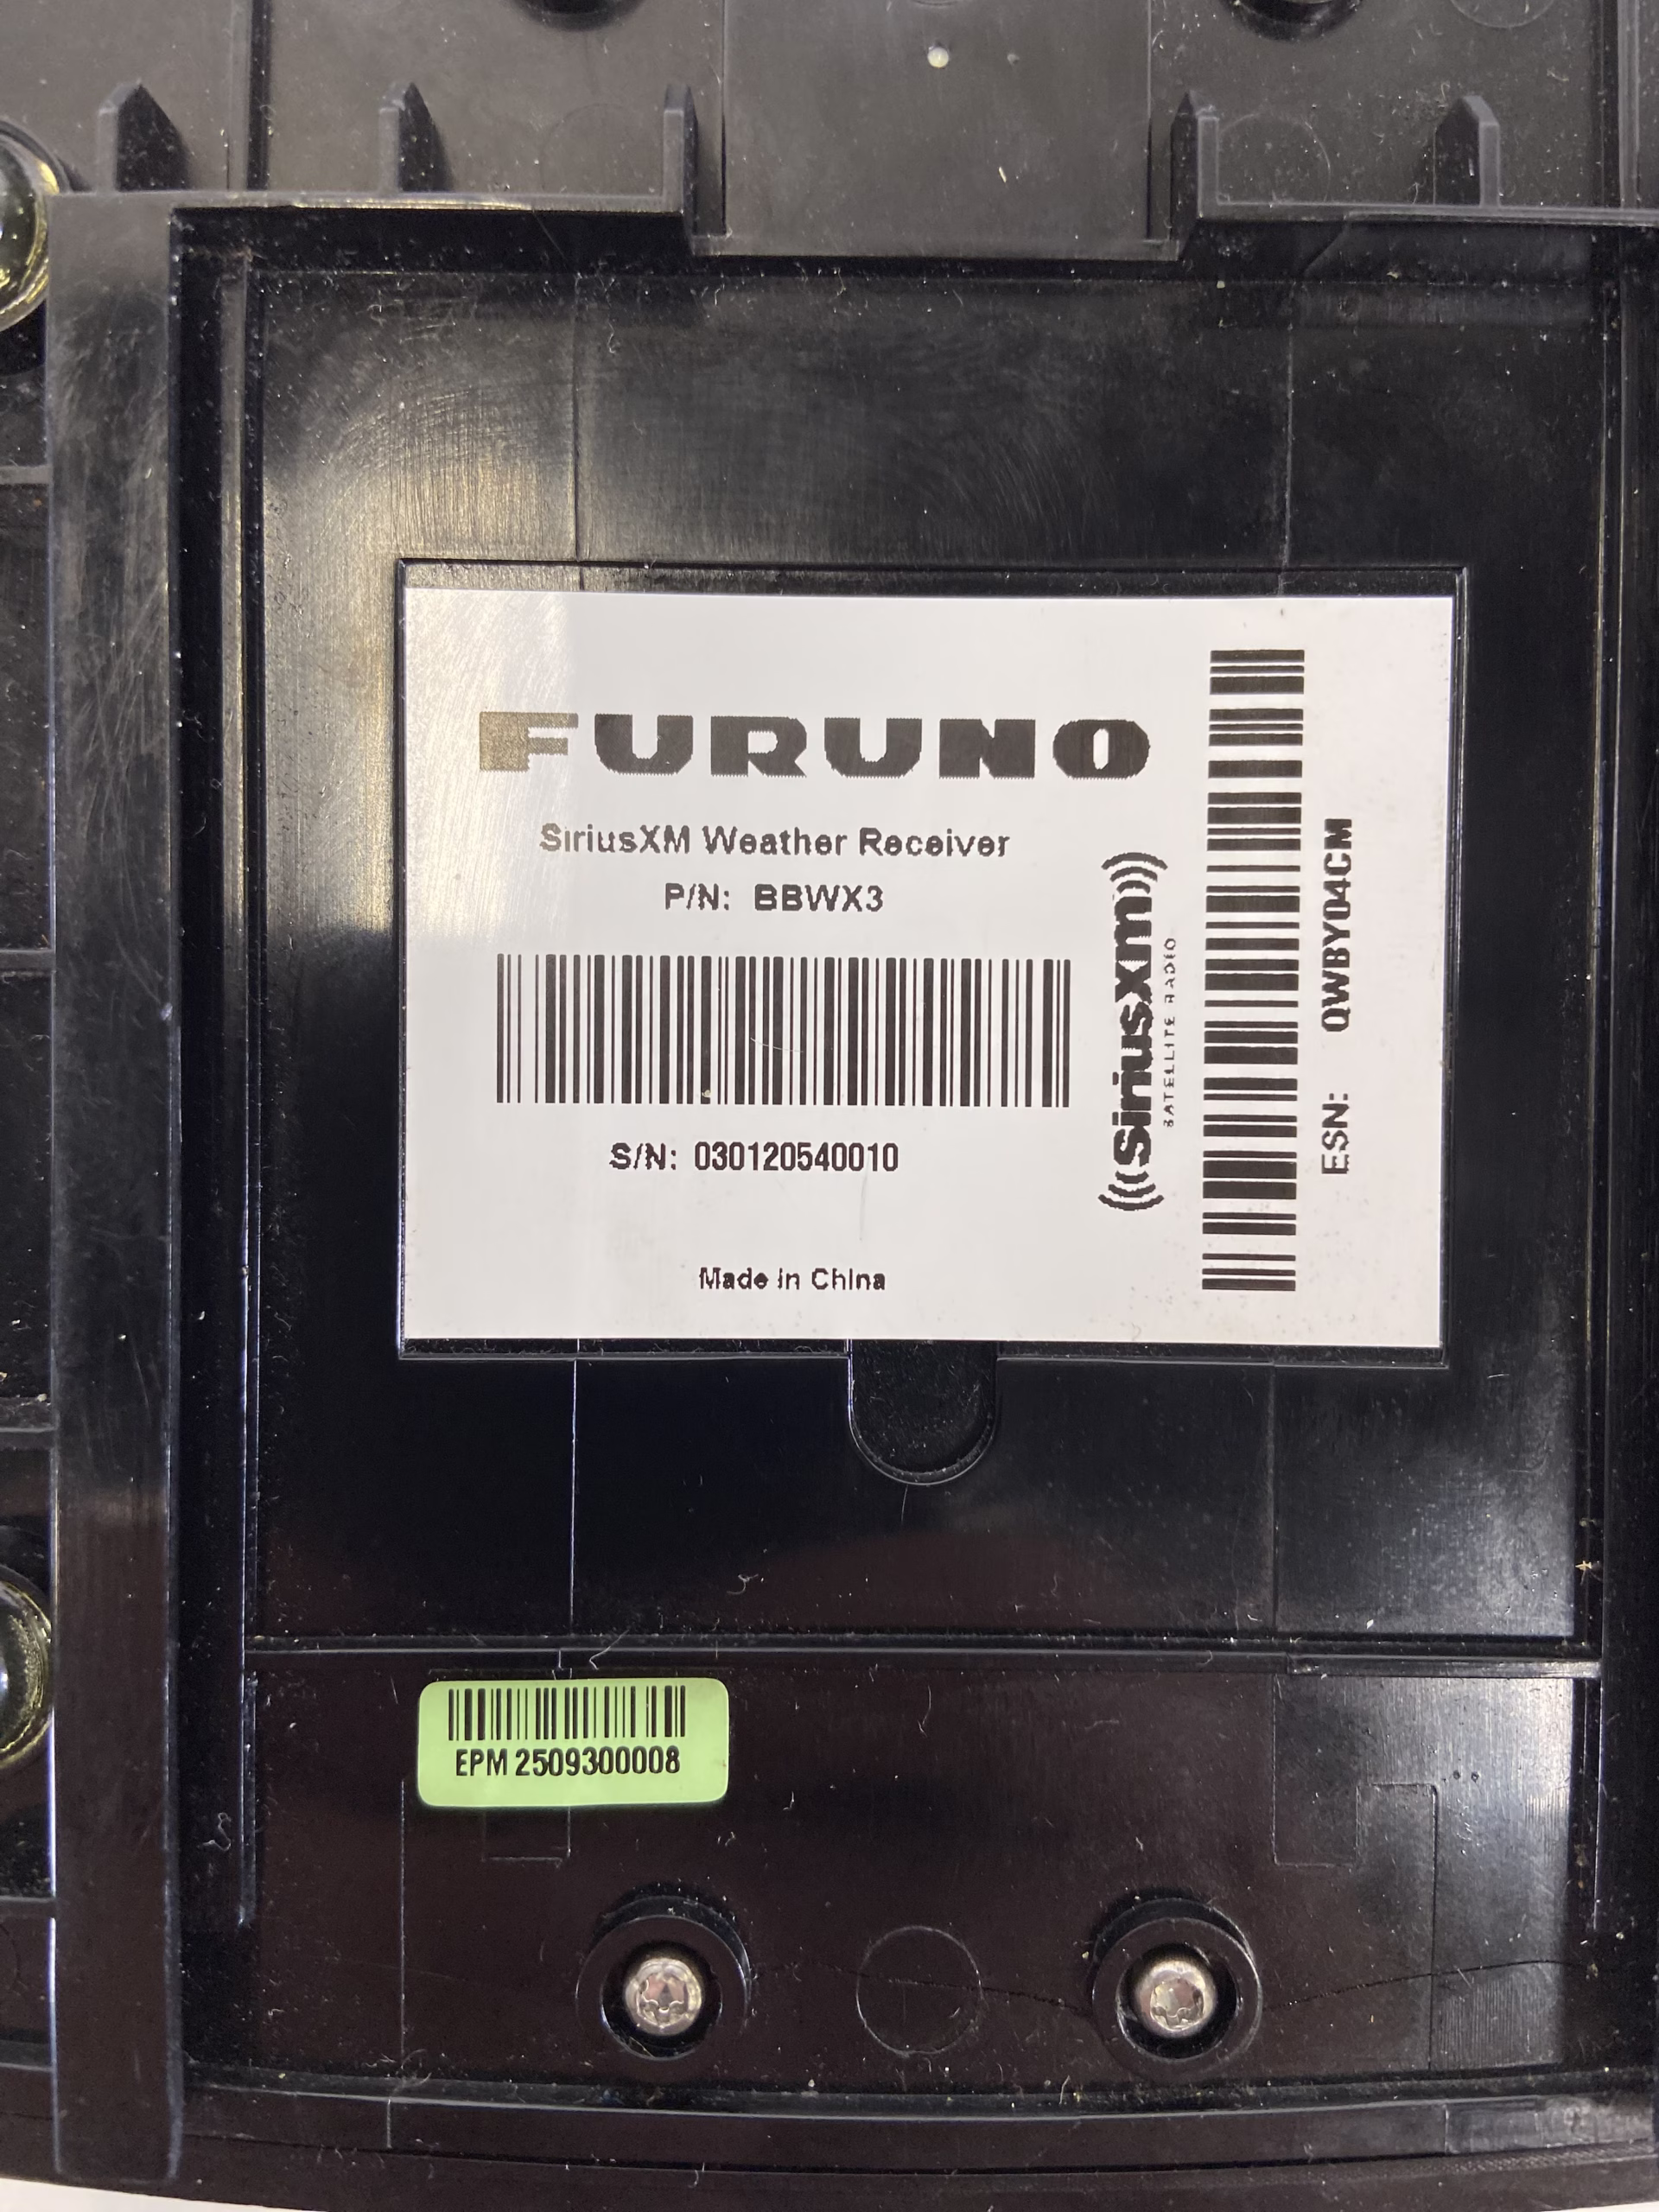 FURUNO
SiriusXM Weather Receiver
P/N: BBWX3
S/N: 030120540010
Made in China
((SiriusXm))
SATELLITE RADIO
ESN: QWBY04CM
EPM 2509300008